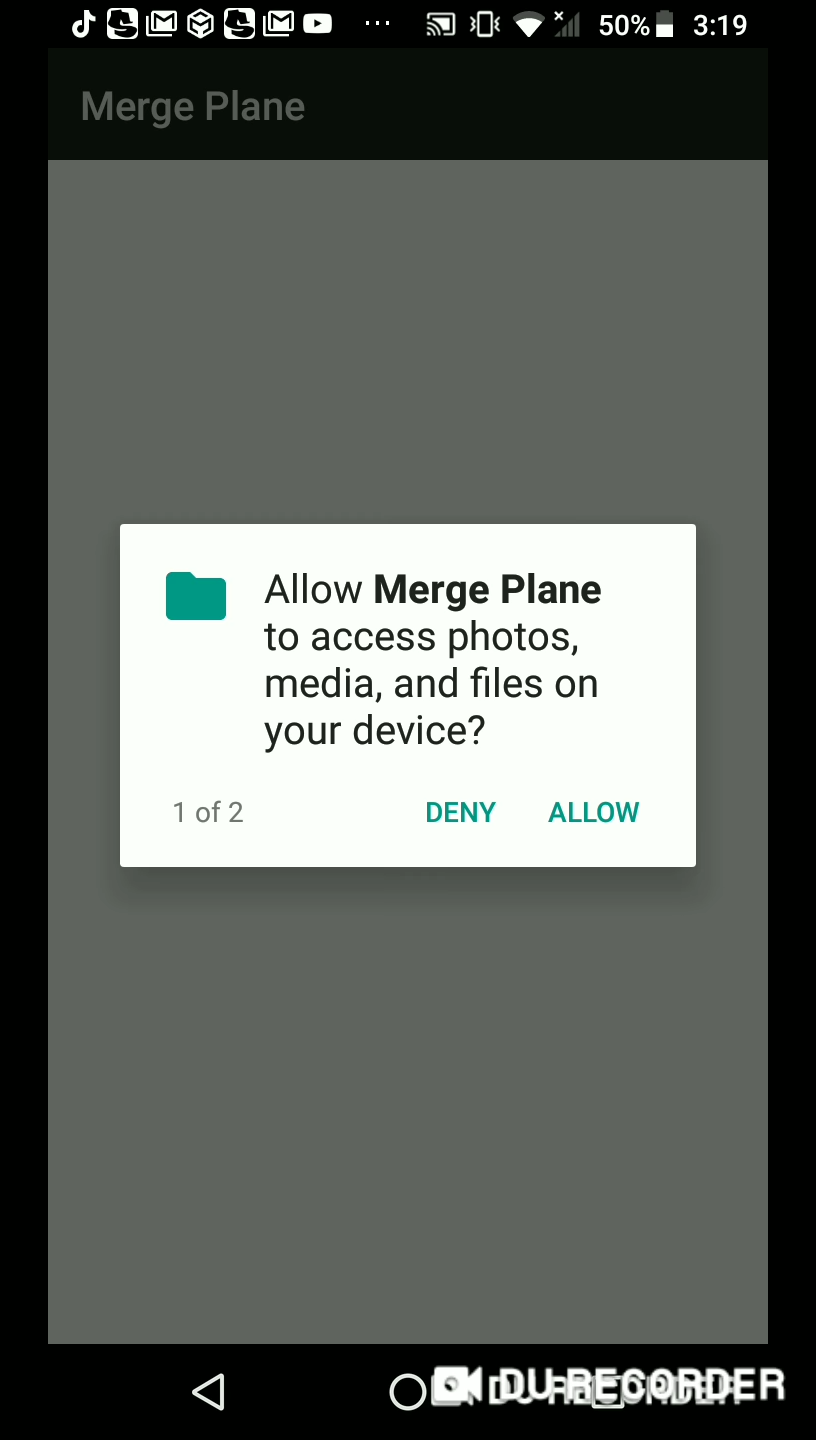 50% 3:19
Merge Plane
Allow Merge Plane
to access photos,
media, and files on
your device?
1 of 2 DENY ALLOW
DU RECORDER